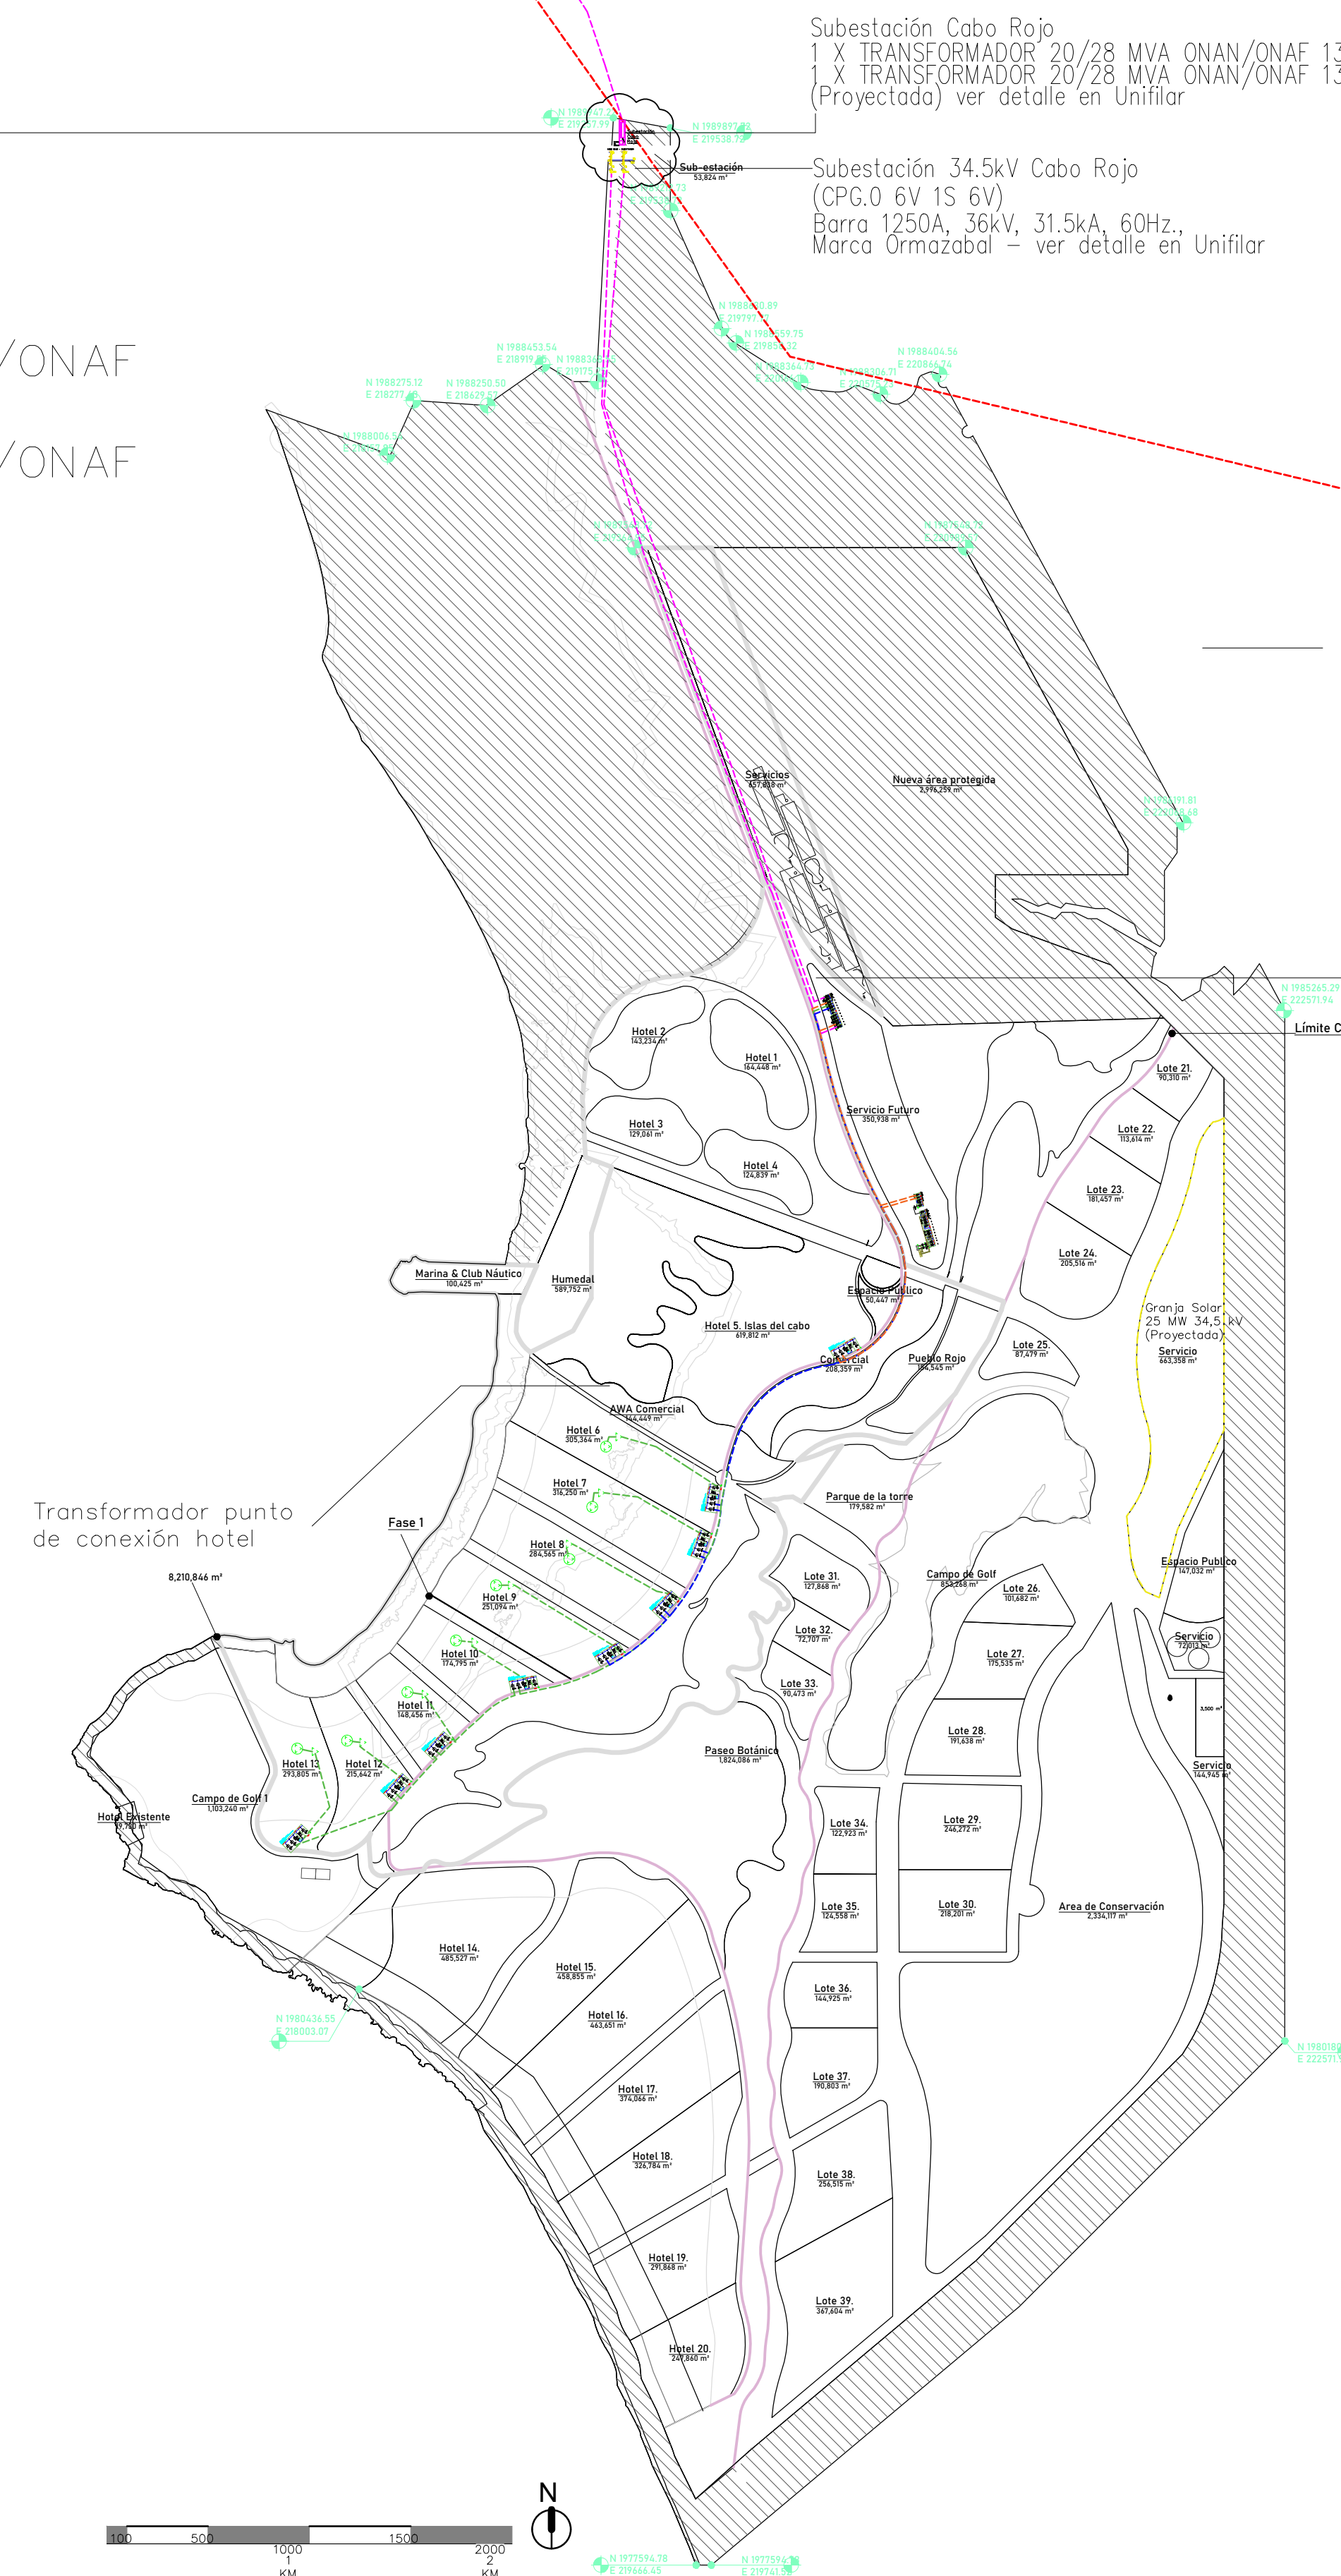 Subestación Cabo Rojo
1 X TRANSFORMADOR 20/28 MVA ONAN/ONAF 13
1 X TRANSFORMADOR 20/28 MVA ONAN/ONAF 13
(Proyectada) ver detalle en Unifilar
Sub-estación
53,824 m²
Subestación 34.5kV Cabo Rojo
(CPG.0 6V 1S 6V)
Barra 1250A, 36kV, 31.5kA, 60Hz.,
Marca Ormazabal – ver detalle en Unifilar
/ONAF
/ONAF
N 1988453.54
N 1988275.12
N 1988250.50
N 1988404.56
E 220866.74
Servicios
657,838 m²
Nueva área protegida
2,996,259 m²
N 1985265.29
E 222571.94
Límite C
Hotel 2
143,234 m²
Hotel 1
164,448 m²
Hotel 3
129,061 m²
Hotel 4
124,839 m²
Servicio Futuro
350,938 m²
Lote 21.
90,310 m²
Lote 22.
113,614 m²
Lote 23.
181,457 m²
Lote 24.
205,516 m²
Marina & Club Náutico
100,425 m²
Humedal
589,752 m²
Espacio Publico
50,447 m²
Hotel 5. Islas del cabo
619,812 m²
Granja Solar
25 MW 34,5 kV
(Proyectada)
Servicio
663,358 m²
Lote 25.
87,479 m²
Comercial
208,359 m²
Pueblo Rojo
AWA Comercial
144,449 m²
Hotel 6
305,364 m²
Hotel 7
316,250 m²
Parque de la torre
179,582 m²
Transformador punto
de conexión hotel
Fase 1
Hotel 8
284,565 m²
8,210,846 m²
Hotel 9
251,094 m²
Espacio Publico
147,032 m²
Lote 31.
127,868 m²
Campo de Golf
852,268 m²
Lote 26.
101,682 m²
Lote 32.
72,707 m²
Servicio
72,013 m²
Hotel 10
174,795 m²
Lote 27.
175,535 m²
Lote 33.
90,473 m²
Hotel 11
148,456 m²
3,500 m²
Lote 28.
191,638 m²
Paseo Botánico
1,824,086 m²
Hotel 13
293,805 m²
Hotel 12
215,642 m²
Servicio
144,945 m²
Campo de Golf 1
1,103,240 m²
Hotel Existente
Lote 34.
122,923 m²
Lote 29.
246,272 m²
Lote 35.
124,558 m²
Lote 30.
218,201 m²
Area de Conservación
2,334,117 m²
Hotel 14.
485,527 m²
Hotel 15.
458,855 m²
Lote 36.
144,925 m²
Hotel 16.
463,651 m²
N 1980436.55
E 218003.07
N 1980180
E 222571.
Lote 37.
190,803 m²
Hotel 17.
374,066 m²
Hotel 18.
326,784 m²
Lote 38.
256,515 m²
Hotel 19.
291,868 m²
Lote 39.
367,604 m²
Hotel 20.
247,860 m²
N
100
500
1000
1500
2000
1
2
KM
KM
N 1977594.78
E 219666.45